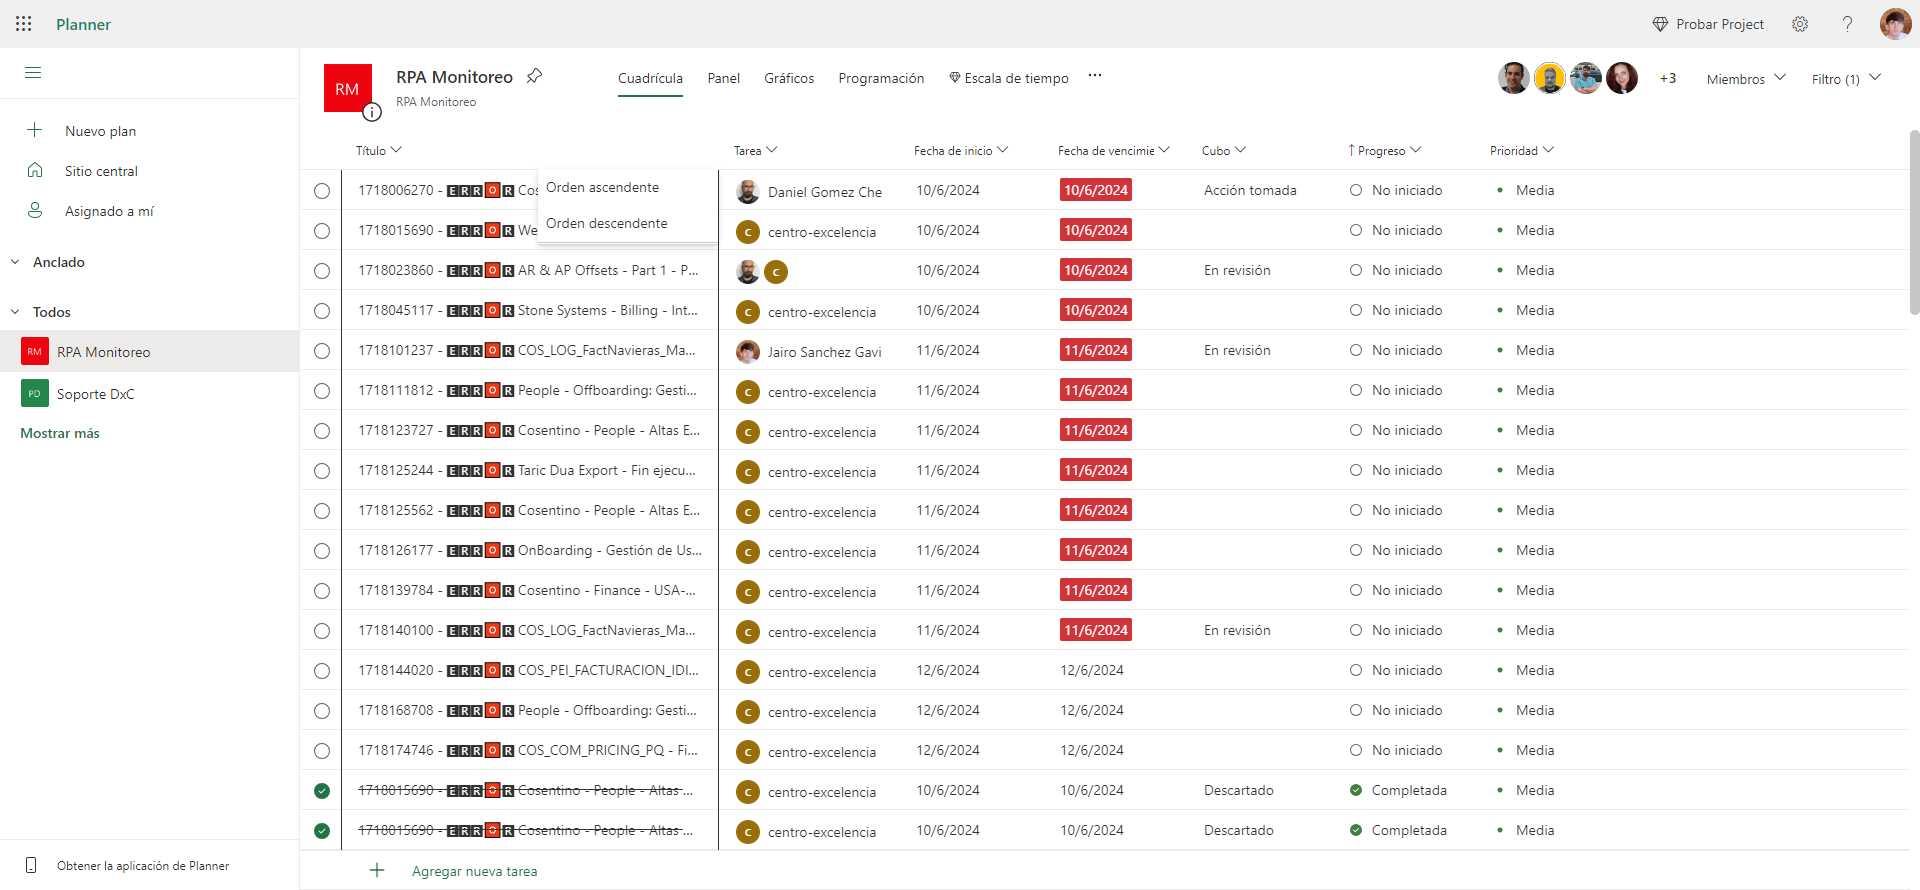 Planner
Probar Project
?
RM
RPA Monitoreo
RPA Monitoreo
Cuadrícula
Panel
Gráficos
Programación
Escala de tiempo
...
+3
Miembros
Filtro (1)
Nuevo plan
Sitio central
Asignado a mí
Anclado
Todos
RM RPA Monitoreo
PD Soporte DxC
Mostrar más
Obtener la aplicación de Planner
Título Tarea Fecha de inicio Fecha de vencimie Cubo Progreso Prioridad
Orden ascendente
Orden descendente
1718006270 - ERROR Cos Daniel Gomez Che 10/6/2024 10/6/2024 Acción tomada No iniciado Media
1718015690 - ERROR We C centro-excelencia 10/6/2024 10/6/2024 No iniciado Media
1718023860 - ERROR AR & AP Offsets - Part 1 - P... C 10/6/2024 10/6/2024 En revisión No iniciado Media
1718045117 - ERROR Stone Systems - Billing - Int... C centro-excelencia 10/6/2024 10/6/2024 No iniciado Media
1718101237 - ERROR COS_LOG_FactNavieras_Ma... Jairo Sanchez Gavi 11/6/2024 11/6/2024 En revisión No iniciado Media
1718111812 - ERROR People - Offboarding: Gesti... C centro-excelencia 11/6/2024 11/6/2024 No iniciado Media
1718123727 - ERROR Cosentino - People - Altas E... C centro-excelencia 11/6/2024 11/6/2024 No iniciado Media
1718125244 - ERROR Taric Dua Export - Fin ejecu... C centro-excelencia 11/6/2024 11/6/2024 No iniciado Media
1718125562 - ERROR Cosentino - People - Altas E... C centro-excelencia 11/6/2024 11/6/2024 No iniciado Media
1718126177 - ERROR OnBoarding - Gestión de Us... C centro-excelencia 11/6/2024 11/6/2024 No iniciado Media
1718139784 - ERROR Cosentino - Finance - USA-... C centro-excelencia 11/6/2024 11/6/2024 No iniciado Media
1718140100 - ERROR COS_LOG_FactNavieras_Ma... C centro-excelencia 11/6/2024 11/6/2024 En revisión No iniciado Media
1718144020 - ERROR COS_PEI_FACTURACION_IDI... C centro-excelencia 12/6/2024 12/6/2024 No iniciado Media
1718168708 - ERROR People - Offboarding: Gesti... C centro-excelencia 12/6/2024 12/6/2024 No iniciado Media
1718174746 - ERROR COS_COM_PRICING_PQ - Fi... C centro-excelencia 12/6/2024 12/6/2024 No iniciado Media
1718015690 - ERROR Cosentino - People - Altas ... C centro-excelencia 10/6/2024 10/6/2024 Descartado Completada Media
1718015690 - ERROR Cosentino - People - Altas ... C centro-excelencia 10/6/2024 10/6/2024 Descartado Completada Media
Agregar nueva tarea